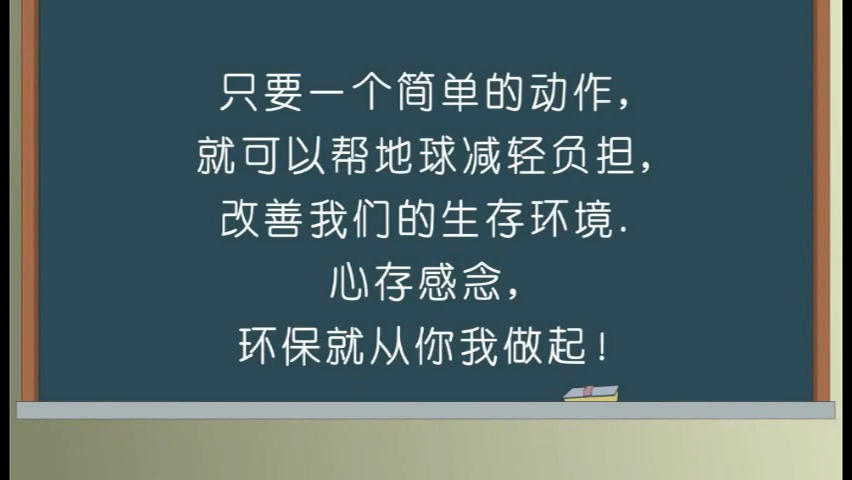 只要一个简单的动作，
就可以帮地球减轻负担，
改善我们的生存环境.
心存感念，
环保就从你我做起！